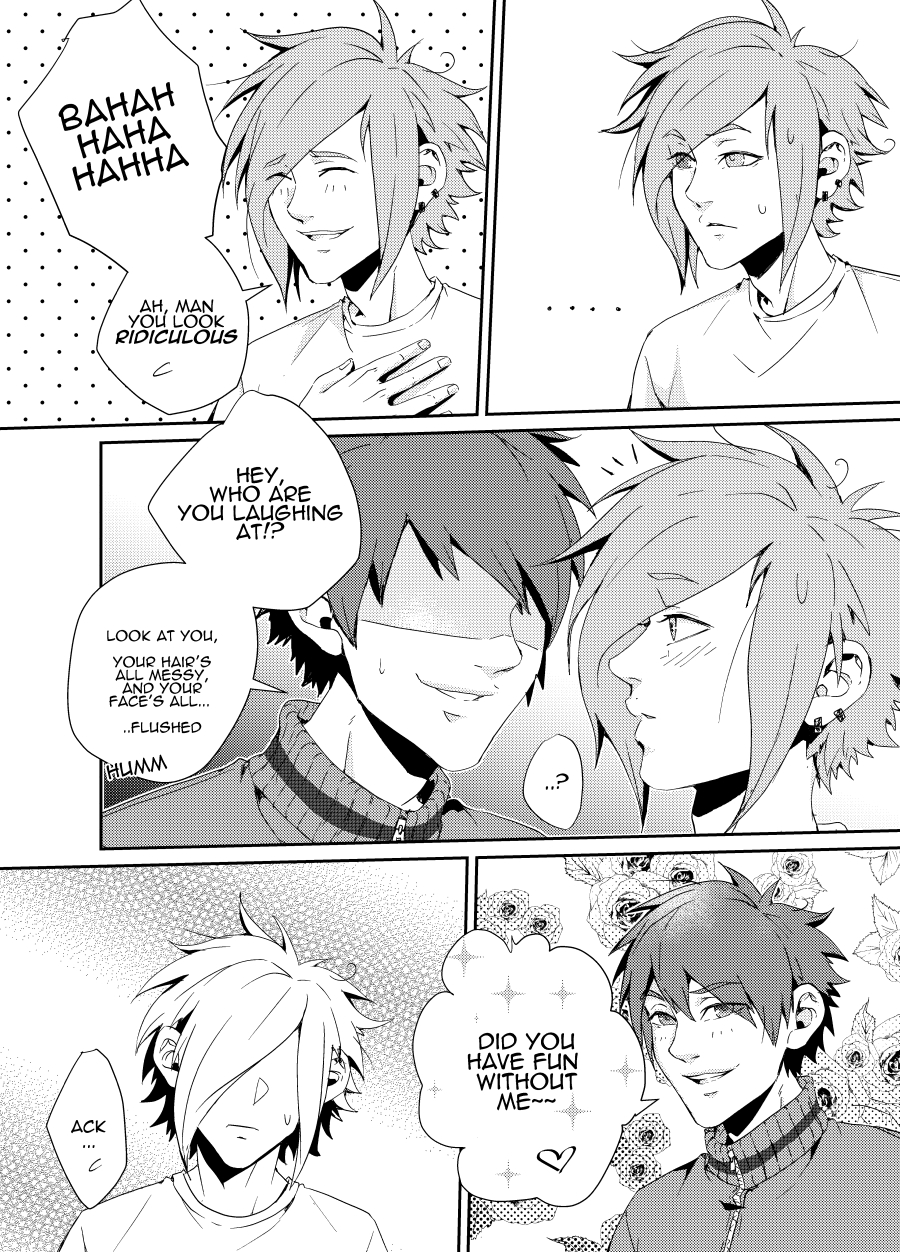 BAHAH
HAHA
HAHHA
AH, MAN
YOU LOOK
RIDICULOUS
....
HEY,
WHO ARE
YOU LAUGHING
AT!?
LOOK AT YOU,
YOUR HAIR'S
ALL MESSY,
AND YOUR
FACE'S ALL...
..FLUSHED
HUMM
..?
ACK
...
DID YOU
HAVE FUN
WITHOUT
ME~~